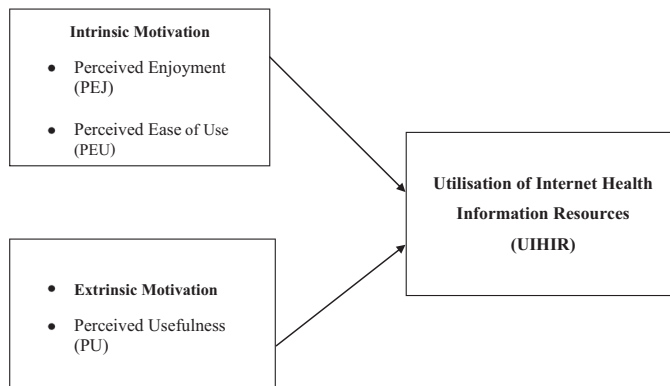 Intrinsic Motivation
● Perceived Enjoyment
(PEJ)
● Perceived Ease of Use
(PEU)
Utilisation of Internet Health
Information Resources
(UIHIR)
● Extrinsic Motivation
● Perceived Usefulness
(PU)